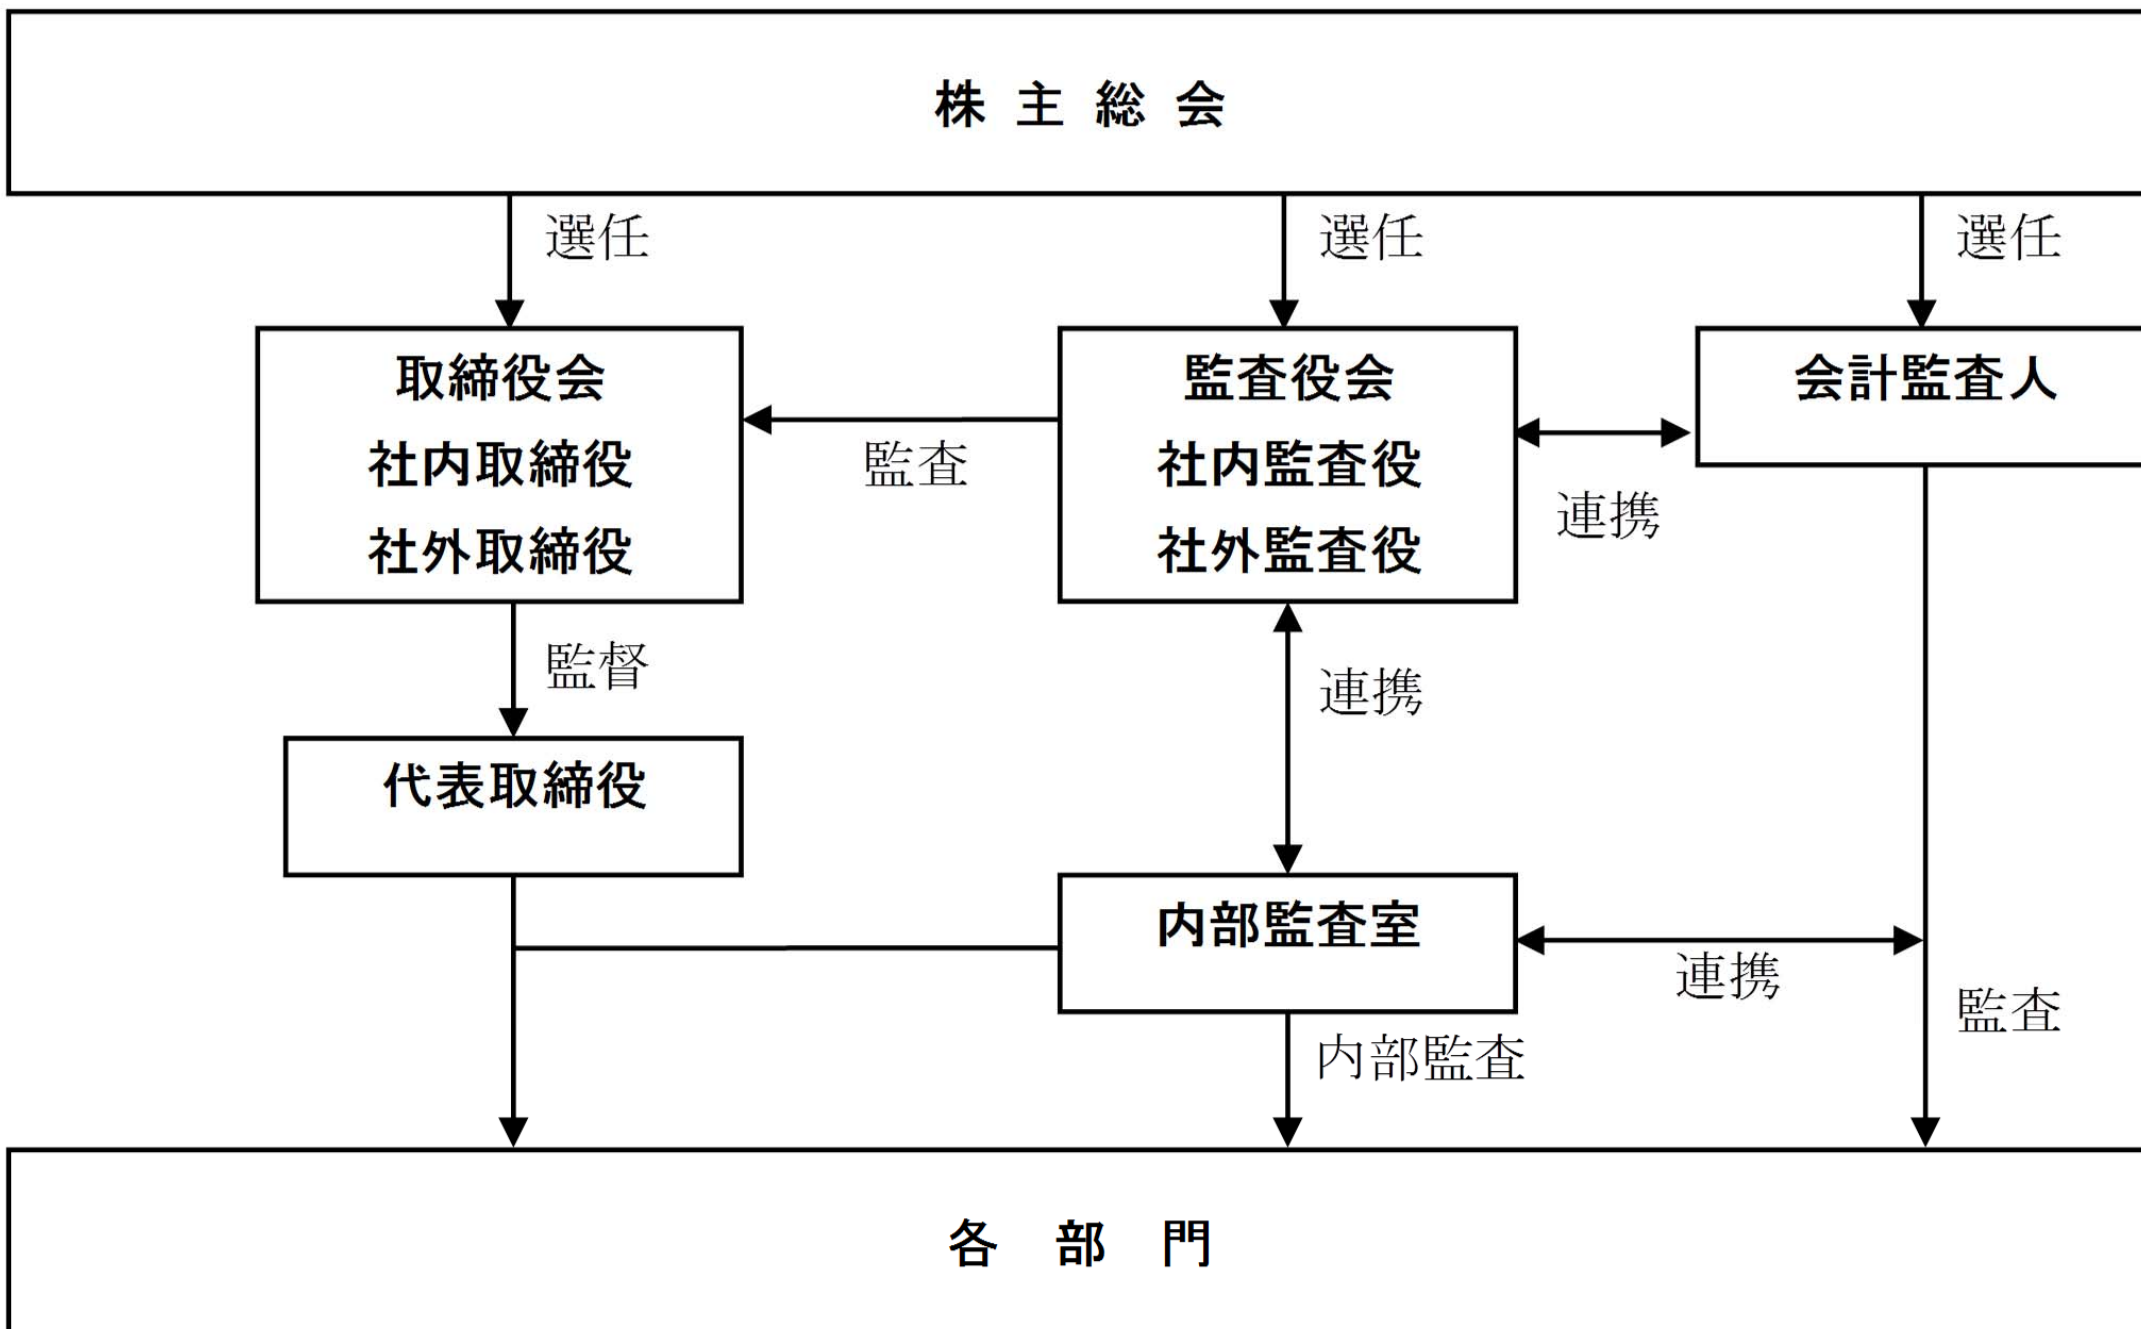 株 主 総 会
選任
選任
選任
取締役会
社内取締役
社外取締役
監査
監査役会
社内監査役
社外監査役
連携
会計監査人
監督
連携
代表取締役
内部監査室
連携
監査
内部監査
各 部 門